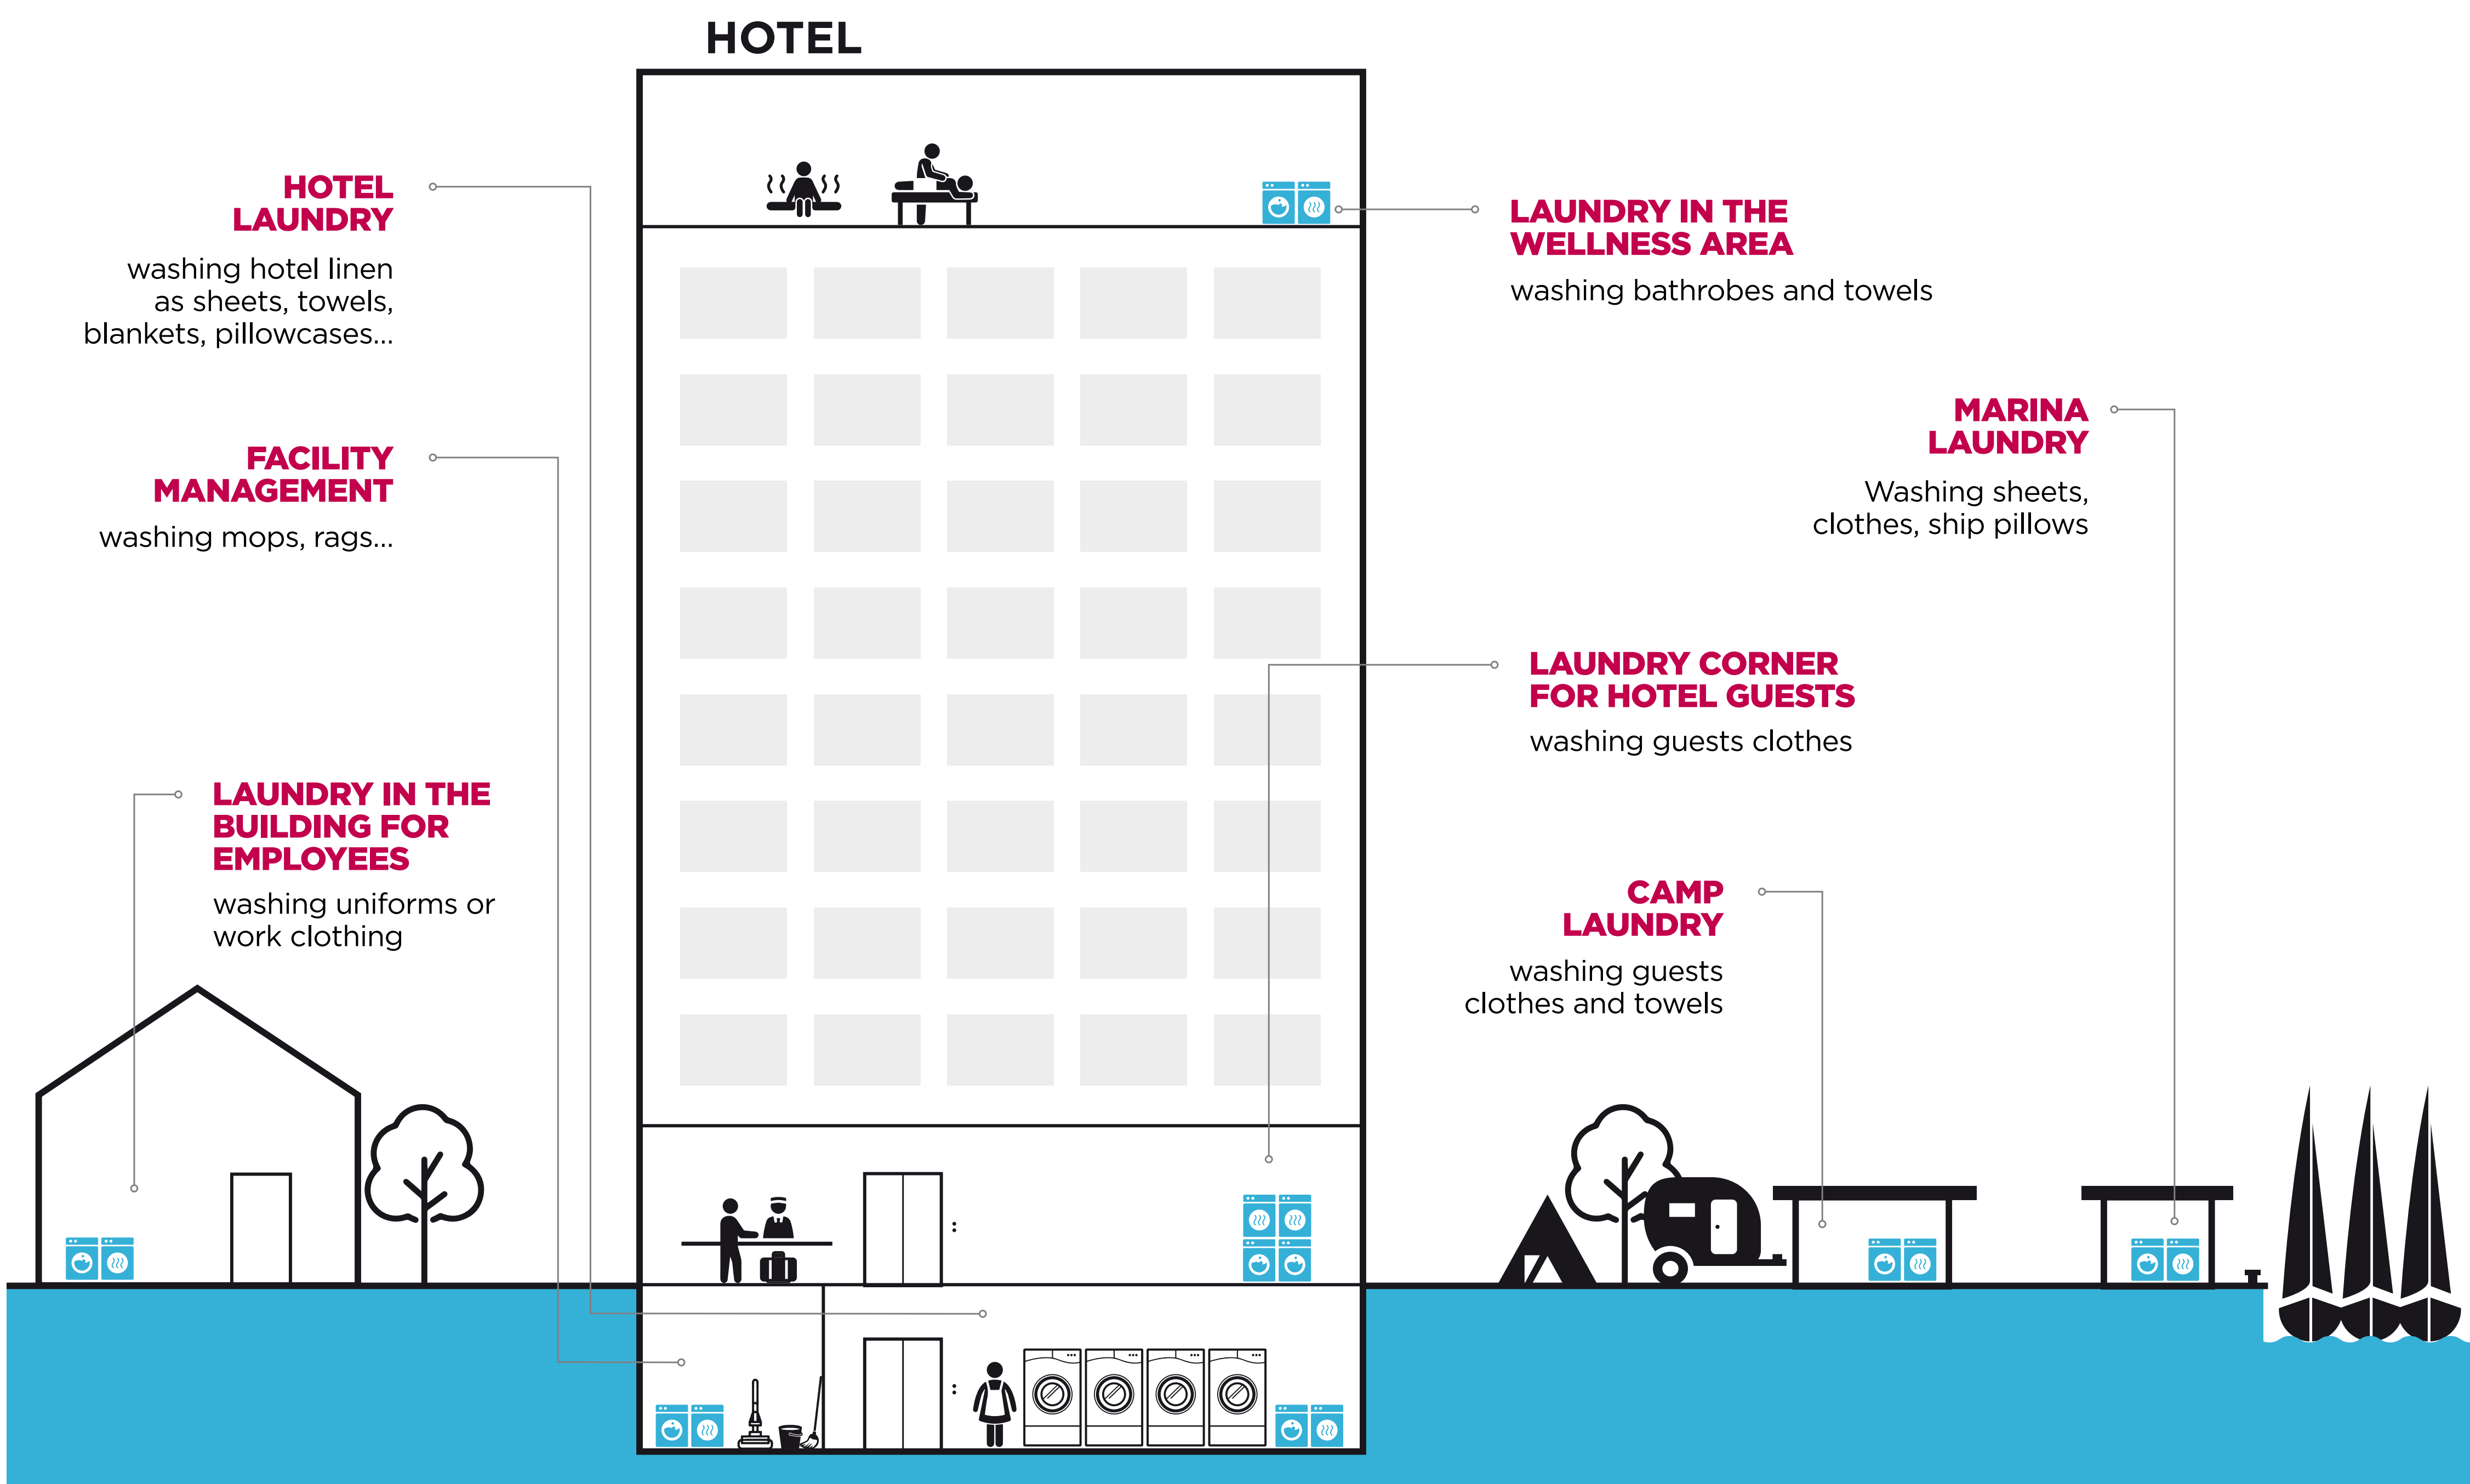 HOTEL
HOTEL
LAUNDRY
washing hotel linen
as sheets, towels,
blankets, pillowcases...
FACILITY
MANAGEMENT
washing mops, rags...
LAUNDRY IN THE
BUILDING FOR
EMPLOYEES
washing uniforms or
work clothing
LAUNDRY IN THE
WELLNESS AREA
washing bathrobes and towels
MARINA
LAUNDRY
Washing sheets,
clothes, ship pillows
LAUNDRY CORNER
FOR HOTEL GUESTS
washing guests clothes
CAMP
LAUNDRY
washing guests
clothes and towels